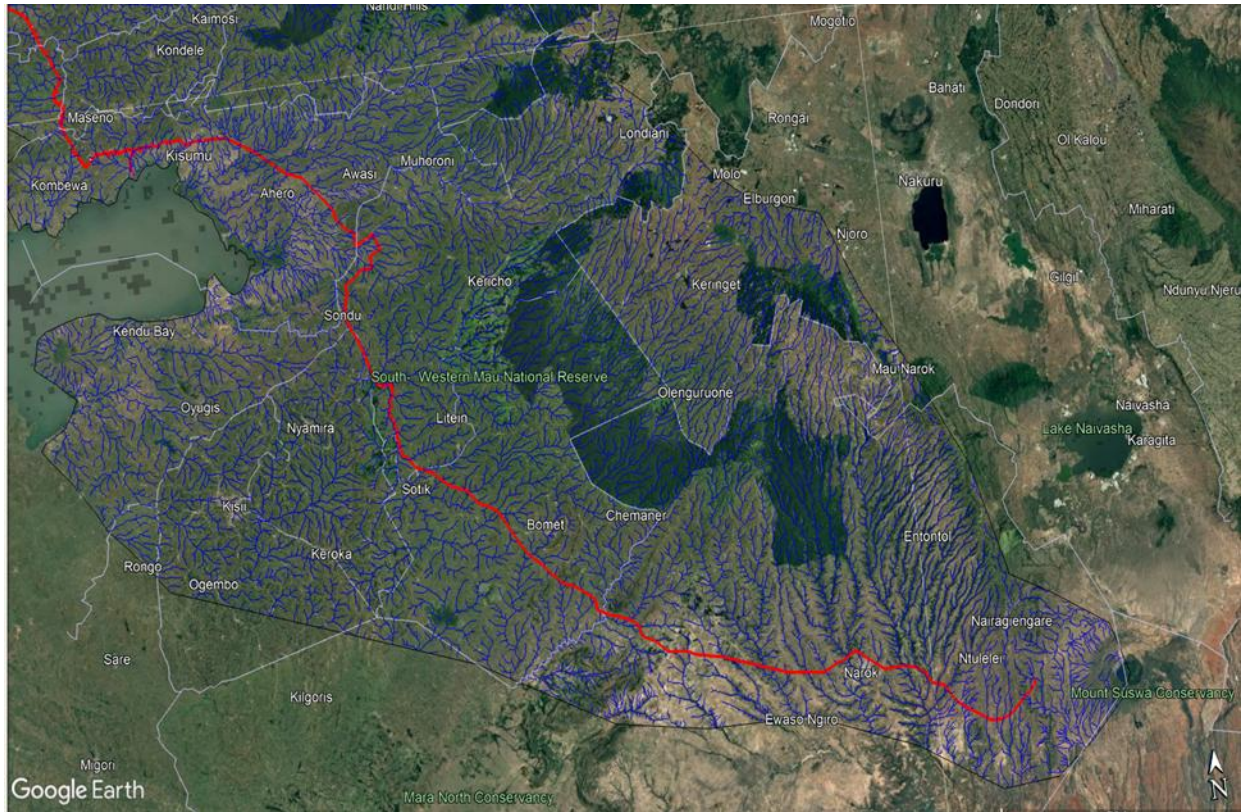 Nandi Hills
Kaimosi
Mogotio
Kondele
Bahati
Dondori
Maseno
Rongai
Londiani
Ol Kalou
Kisumu
Muhoroni
Awasi
Molo
Kombewa
Ahero
Elburgon
Nakuru
Miharati
Njoro
Kericho
Keringet
Gilgil
Ndunyu Njeru
Sondu
Kendu Bay
Mau Narok
South- Western Mau National Reserve
Olenguruone
Naivasha
Oyugis
Litein
Nyamira
Lake Naivasha
Karagita
Sotik
Kisii
Chemaner
Bomet
Entontol
Keroka
Rongo
Ogembo
Nairagiengare
Sare
Ntulelei
Narok
Kilgoris
Mount Suswa Conservancy
Ewaso Ngiro
Migori
Google Earth
Mara North Conservancy
N